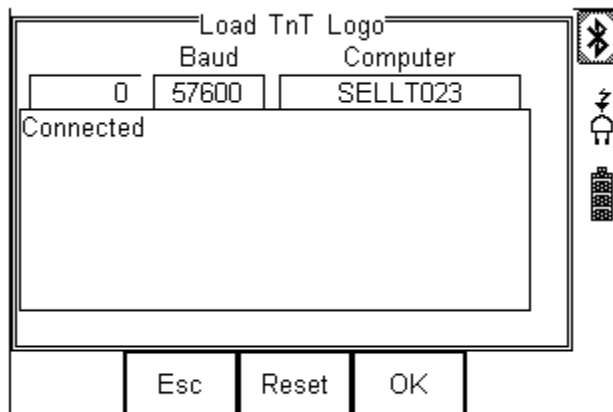 Load TnT Logo
Baud Computer
0 57600 SELLT023
Connected
Esc Reset OK